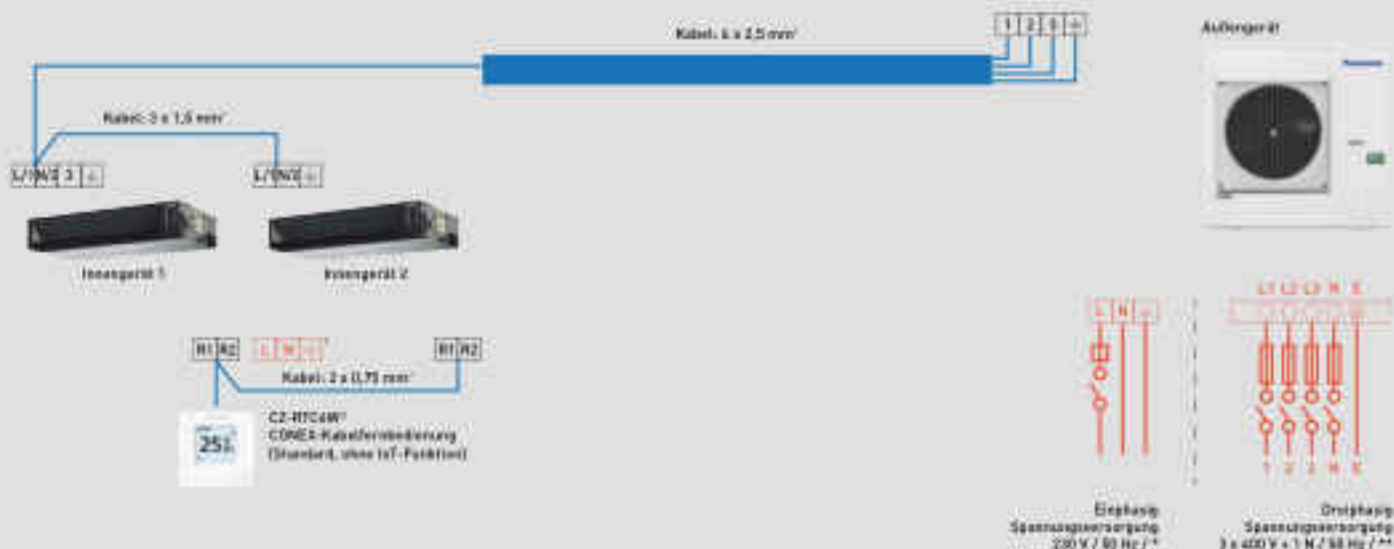 Kabel: 4 x 2,5 mm²
1 2 3
Außengerät
Panasonic
Kabel: 3 x 1,5 mm²
L/1 N/2 3
L/1 N/2
Innengerät 1
Innengerät 2
L1 L2 L3 N E
L N
R1 R2
L N
R1 R2
Kabel: 2 x 0,75 mm²
CZ-RTC6W
CONEX-Kabelfernbedienung
(Standard, ohne IoT-Funktion)
25
1 2 3 N E
Einphasig
Spannungsversorgung
230 V / 50 Hz / *
Dreiphasig
Spannungsversorgung
3 x 400 V + 1 N / 50 Hz / **